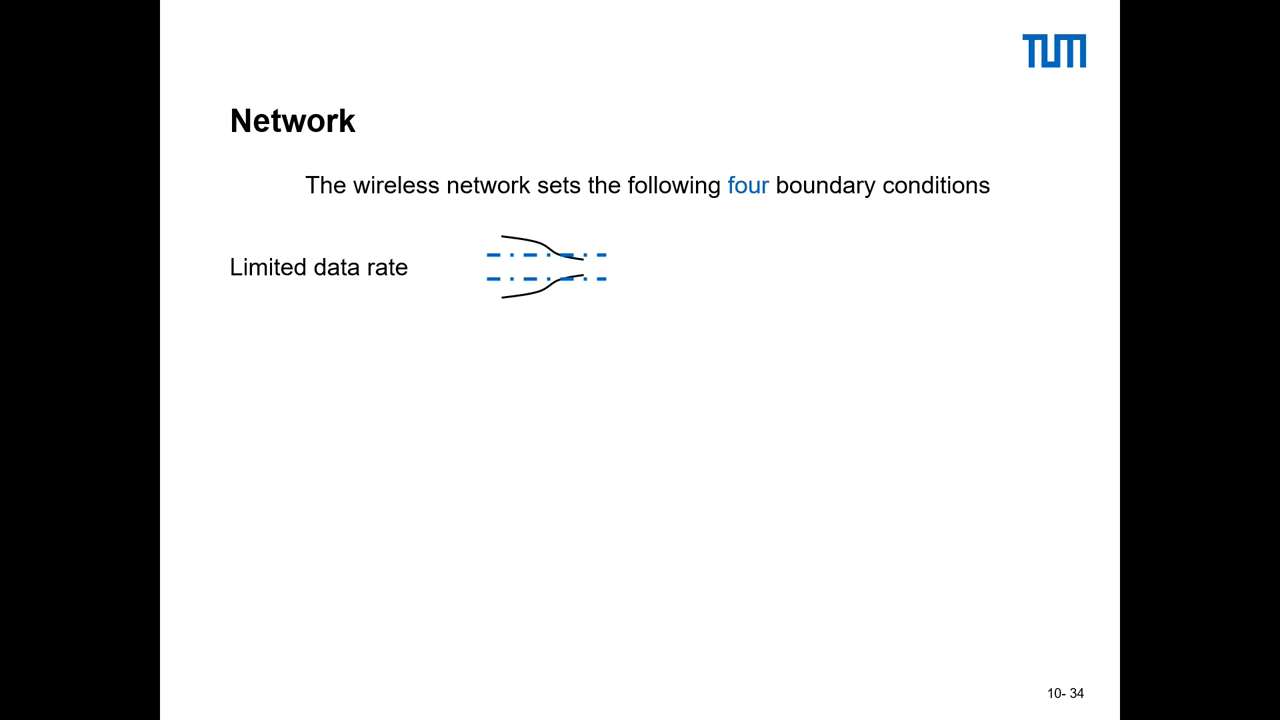 TUM
Network
The wireless network sets the following four boundary conditions
Limited data rate
10- 34